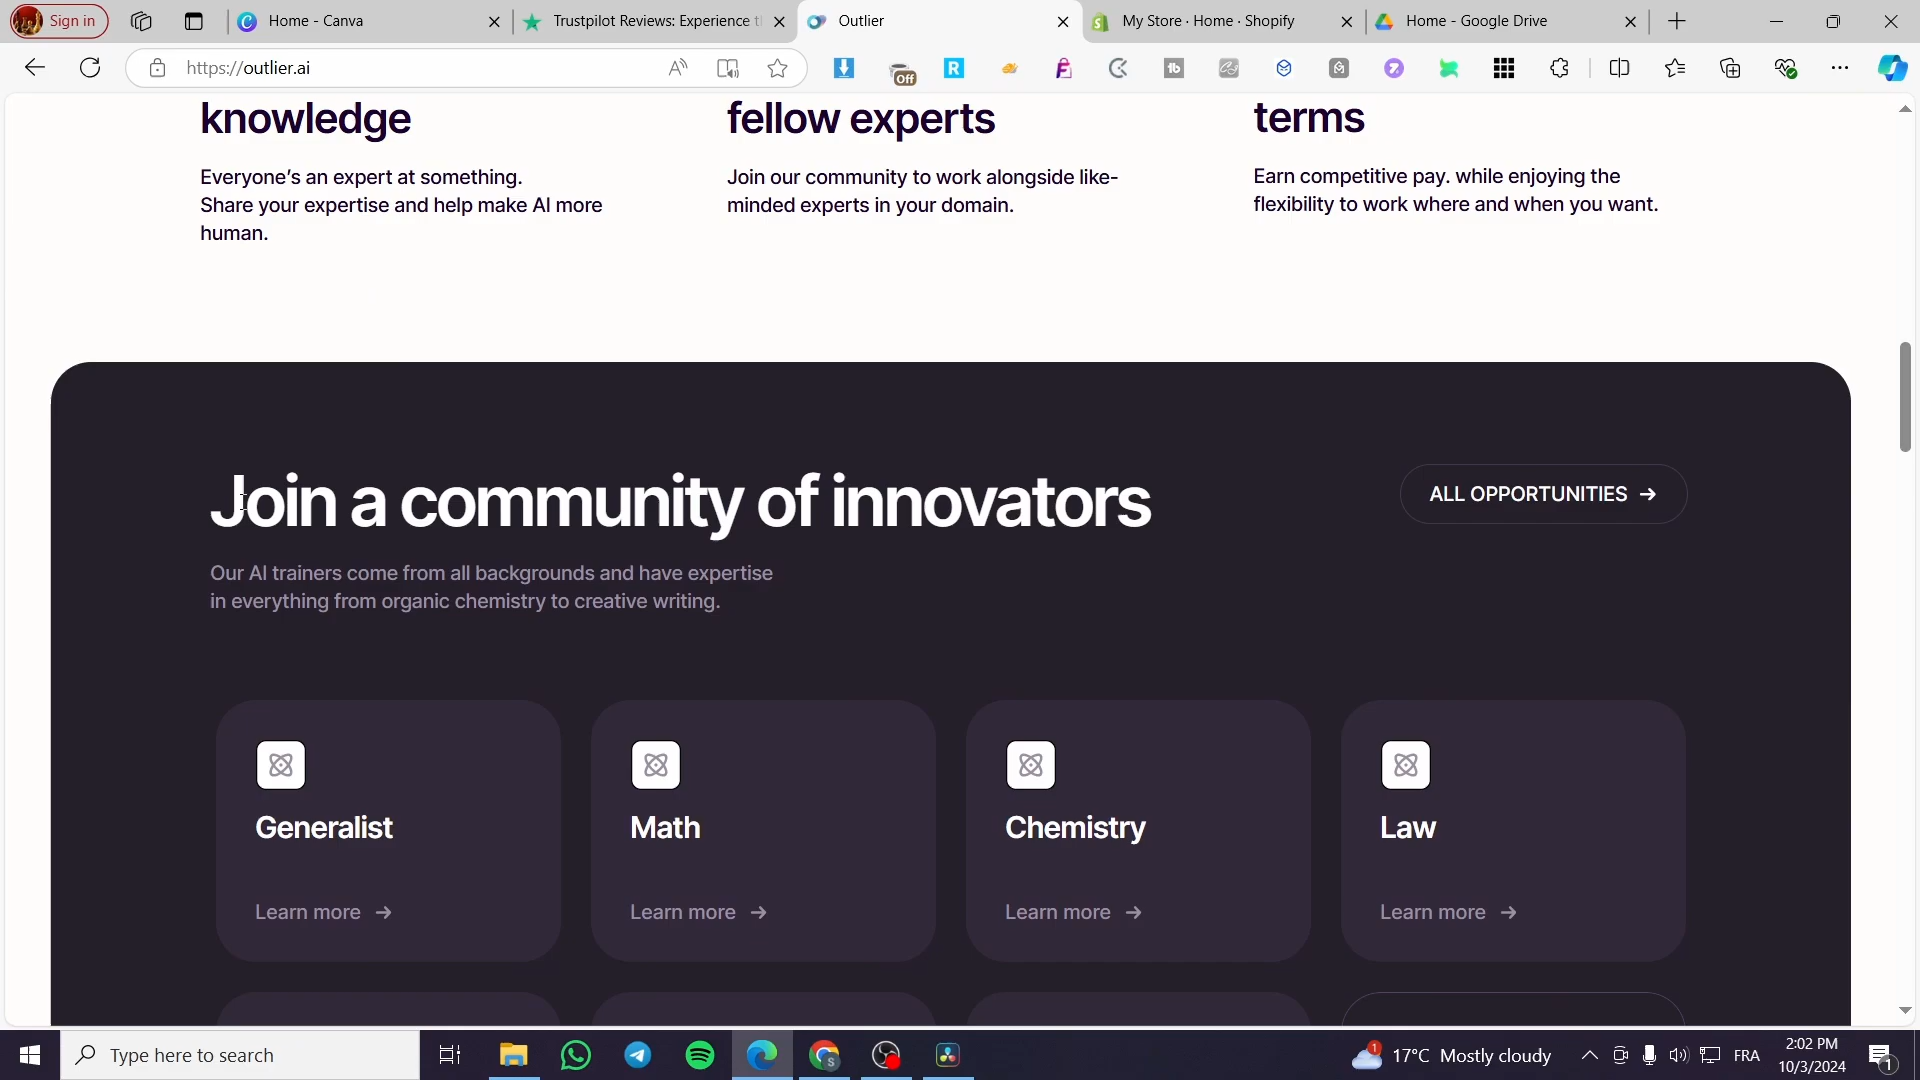 Sign in
Home - Canva
Trustpilot Reviews: Experience t
Outlier
My Store · Home · Shopify
Home - Google Drive
https://outlier.ai
Off
knowledge
Everyone's an expert at something.
Share your expertise and help make AI more
human.
fellow experts
Join our community to work alongside like-
minded experts in your domain.
terms
Earn competitive pay. while enjoying the
flexibility to work where and when you want.
Join a community of innovators
ALL OPPORTUNITIES →
Our AI trainers come from all backgrounds and have expertise
in everything from organic chemistry to creative writing.
Generalist
Learn more →
Math
Learn more →
Chemistry
Learn more →
Law
Learn more →
Type here to search
1
17°C Mostly cloudy
FRA
2:02 PM
10/3/2024
1